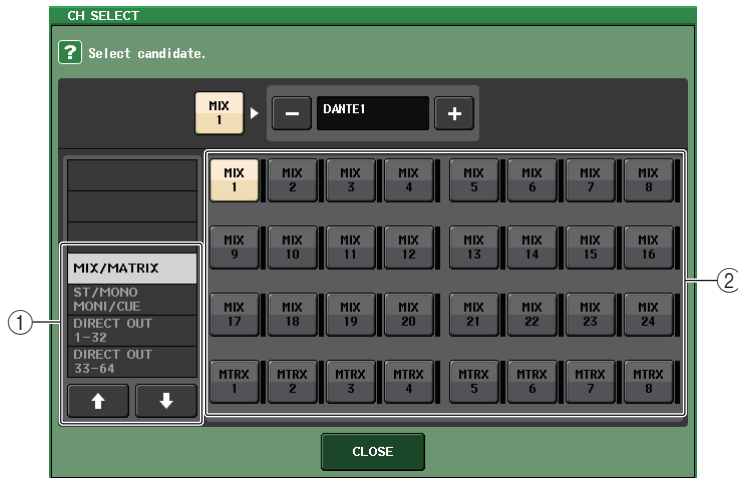 CH SELECT
? Select candidate.
MIX 1
− DANTE1 +
MIX 1 MIX 2 MIX 3 MIX 4 MIX 5 MIX 6 MIX 7 MIX 8
MIX 9 MIX 10 MIX 11 MIX 12 MIX 13 MIX 14 MIX 15 MIX 16
MIX 17 MIX 18 MIX 19 MIX 20 MIX 21 MIX 22 MIX 23 MIX 24
MTRX 1 MTRX 2 MTRX 3 MTRX 4 MTRX 5 MTRX 6 MTRX 7 MTRX 8
MIX/MATRIX
ST/MONO
MONI/CUE
DIRECT OUT
1-32
DIRECT OUT
33-64
①
②
CLOSE